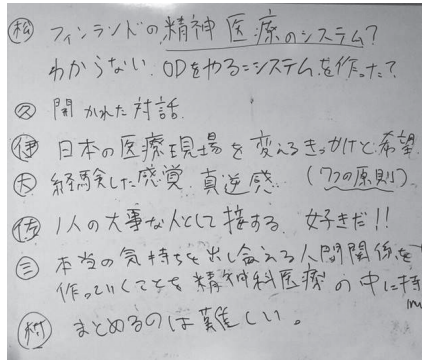 松 フィンランドの精神医療のシステム?
わからない ODをやる=システムを作った?
久 開かれた対話
伊 日本の医療現場を変えるきっかけと希望
大 経験した感覚 真逆感 (7つの原則)
佐 1人の大事な人として接する 好きだ!!
三 本当の気持ちを出し合える人間関係を
作っていくことを精神科医療の中に持
村 まとめるのは難しい。